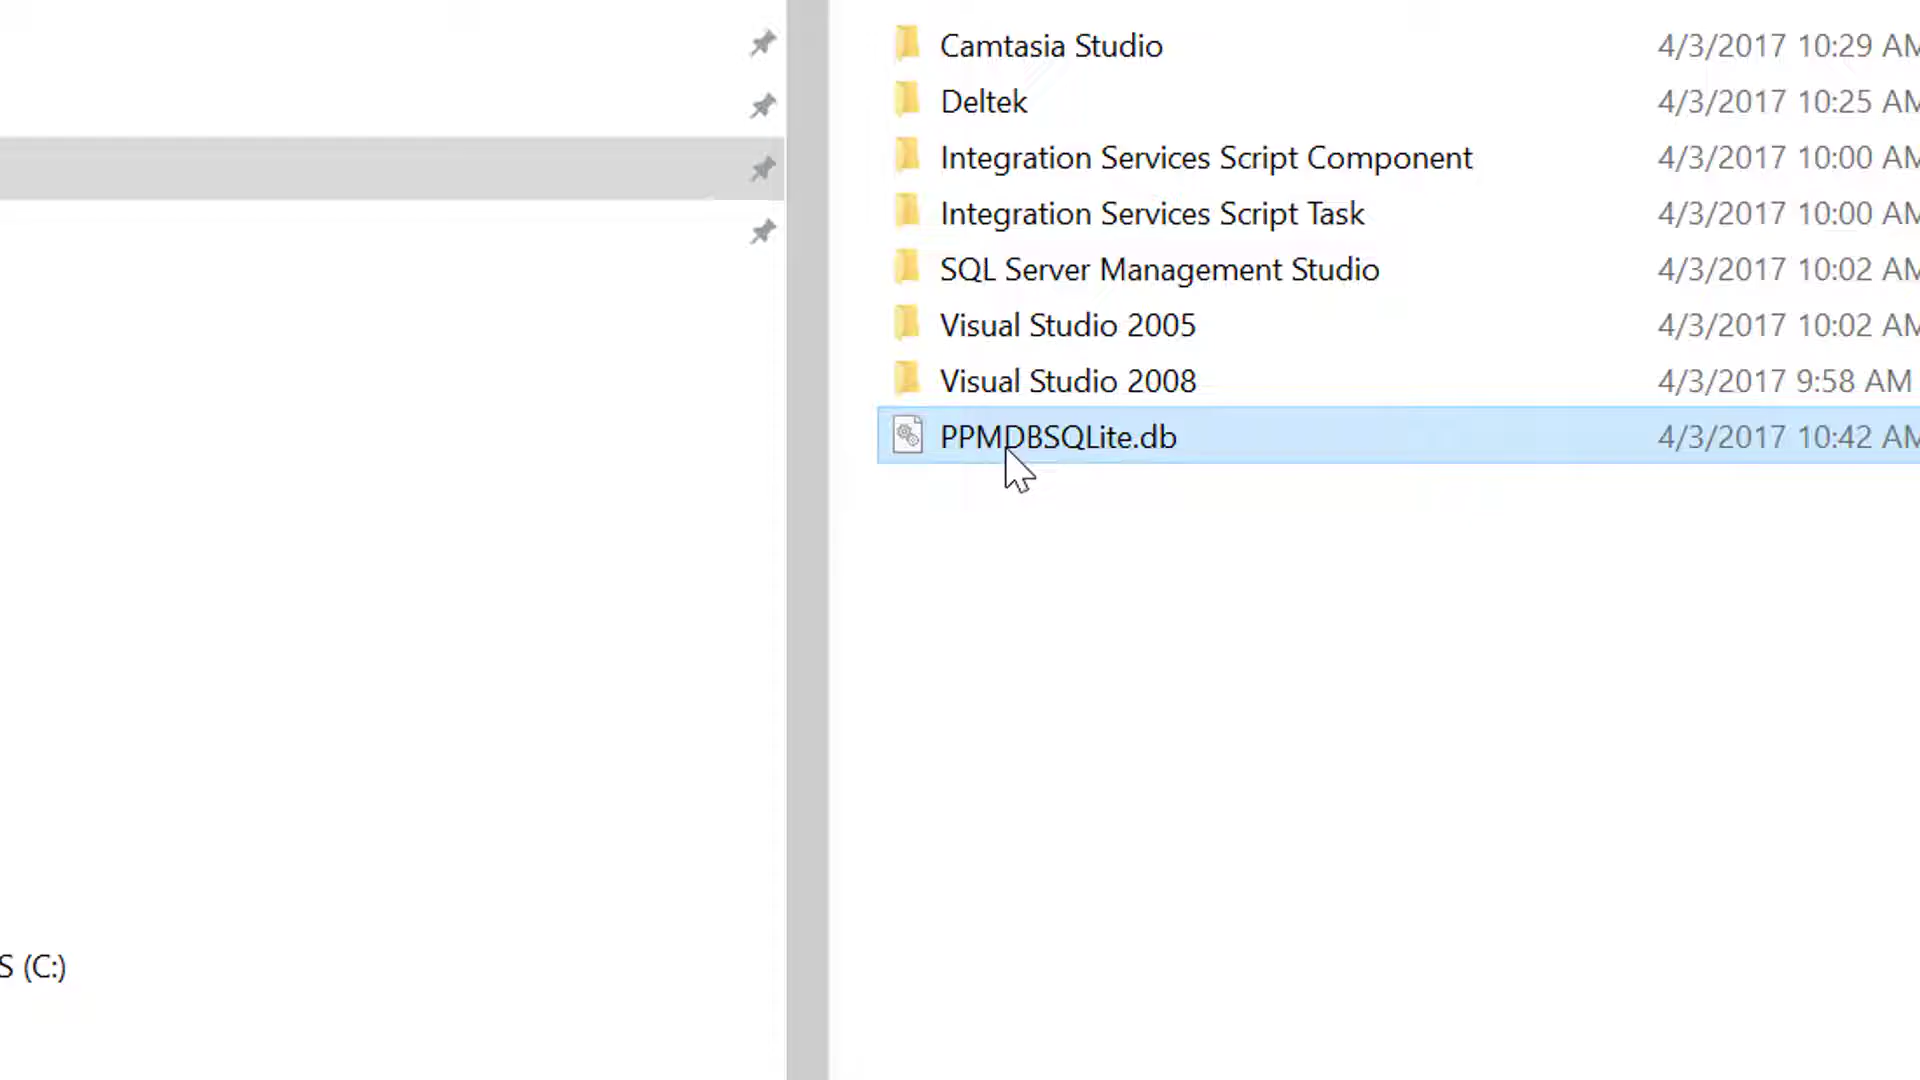 Camtasia Studio 4/3/2017 10:29 AM
Deltek 4/3/2017 10:25 AM
Integration Services Script Component 4/3/2017 10:00 AM
Integration Services Script Task 4/3/2017 10:00 AM
SQL Server Management Studio 4/3/2017 10:02 AM
Visual Studio 2005 4/3/2017 10:02 AM
Visual Studio 2008 4/3/2017 9:58 AM
PPMDBSQLite.db 4/3/2017 10:42 AM
S (C:)